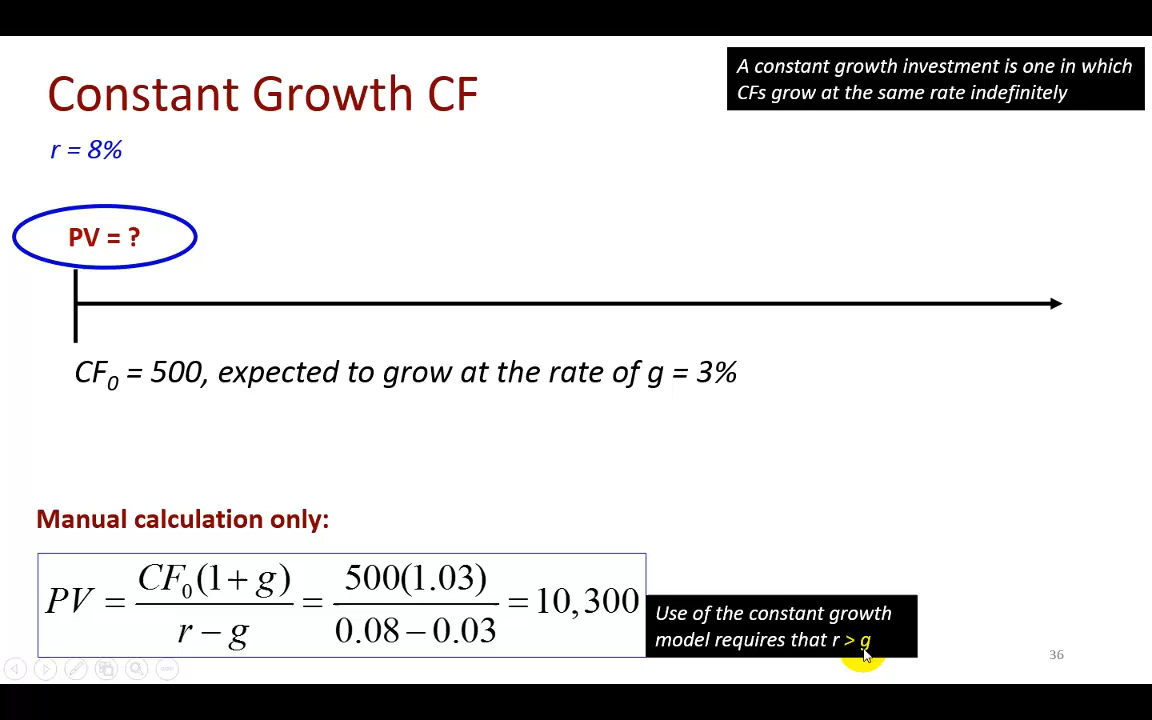 Constant Growth CF
A constant growth investment is one in which
CFs grow at the same rate indefinitely
r = 8%
PV = ?
CF₀ = 500, expected to grow at the rate of g = 3%
Manual calculation only:
PV = CF₀(1 + g) / (r − g) = 500(1.03) / (0.08 − 0.03) = 10,300
Use of the constant growth
model requires that r > g
36